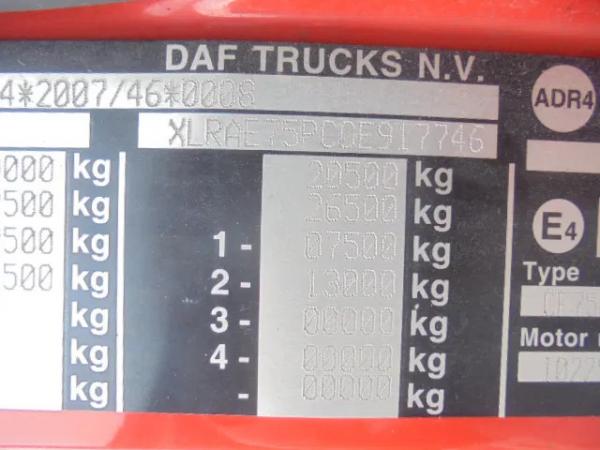 DAF TRUCKS N.V.
4*2007/46*0008
ADR4
XLRAE75PC0E917746
0000 kg 20500 kg
500 kg 26500 kg
500 kg 1- 07500 kg
500 kg 2- 13000 kg
kg 3- 00000 kg
kg 4- 00000 kg
kg - 00000 kg
E4
Type
CF75
Motor